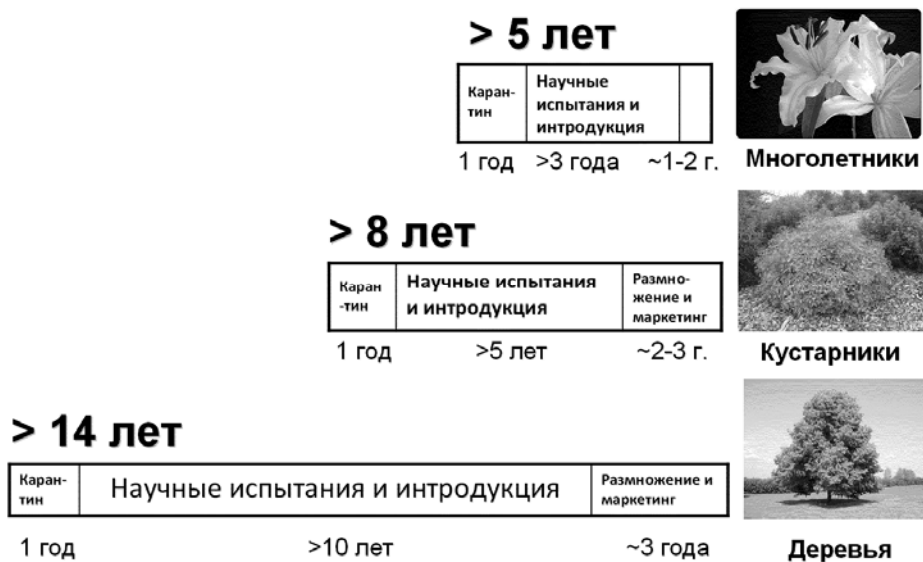 > 5 лет
Каран-
тин
Научные
испытания и
интродукция
1 год >3 года ~1-2 г.
Многолетники
> 8 лет
Каран
-тин
Научные испытания
и интродукция
Размно-
жение и
маркетинг
1 год >5 лет ~2-3 г.
Кустарники
> 14 лет
Каран-
тин
Научные испытания и интродукция
Размножение и
маркетинг
1 год >10 лет ~3 года
Деревья